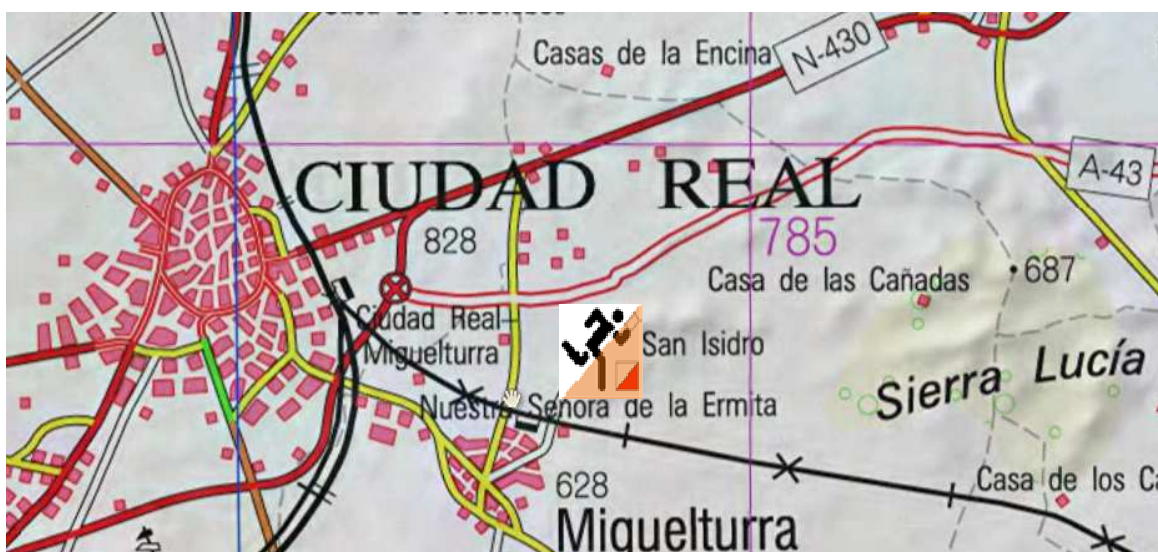 Casas de la Encina
N-430
CIUDAD REAL
A-43
828
785
687
Casa de las Cañadas
Ciudad Real-
Miguelturra
San Isidro
Sierra Lucía
Nuestra Señora de la Ermita
628
Casa de los
Miguelturra